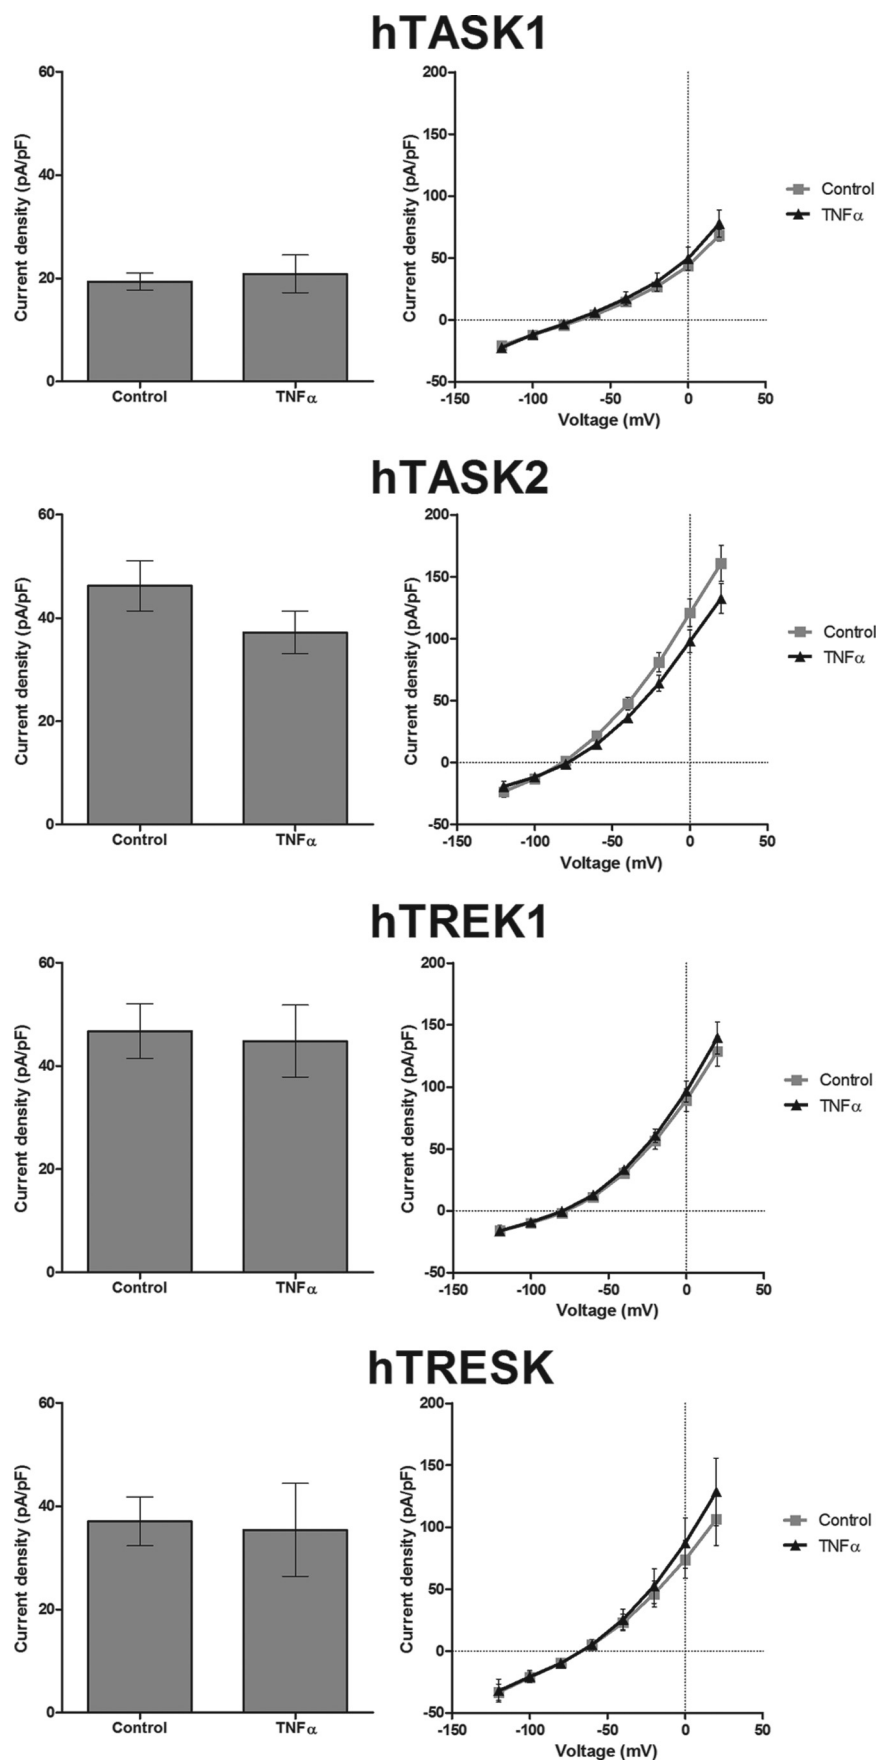 hTASK1
Current density (pA/pF)
60
40
20
0
Control TNFα
Current density (pA/pF)
200
150
100
50
0
-50
-150 -100 -50 0 50
Voltage (mV)
Control
TNFα
hTASK2
Current density (pA/pF)
60
40
20
0
Control TNFα
Current density (pA/pF)
200
150
100
50
0
-50
-150 -100 -50 0 50
Voltage (mV)
Control
TNFα
hTREK1
Current density (pA/pF)
60
40
20
0
Control TNFα
Current density (pA/pF)
200
150
100
50
0
-50
-150 -100 -50 0 50
Voltage (mV)
Control
TNFα
hTRESK
Current density (pA/pF)
60
40
20
0
Control TNFα
Current density (pA/pF)
200
150
100
50
0
-50
-150 -100 -50 0 50
Voltage (mV)
Control
TNFα